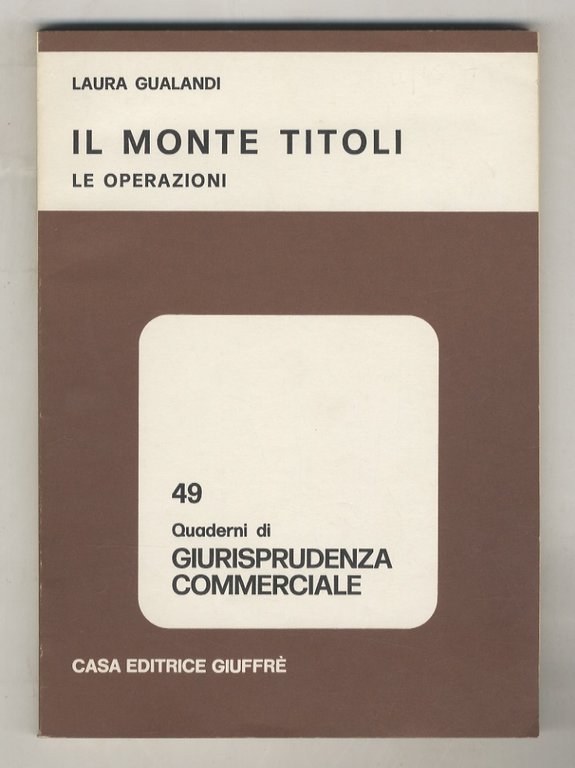 LAURA GUALANDI
IL MONTE TITOLI
LE OPERAZIONI
49
Quaderni di
GIURISPRUDENZA
COMMERCIALE
CASA EDITRICE GIUFFRÈ